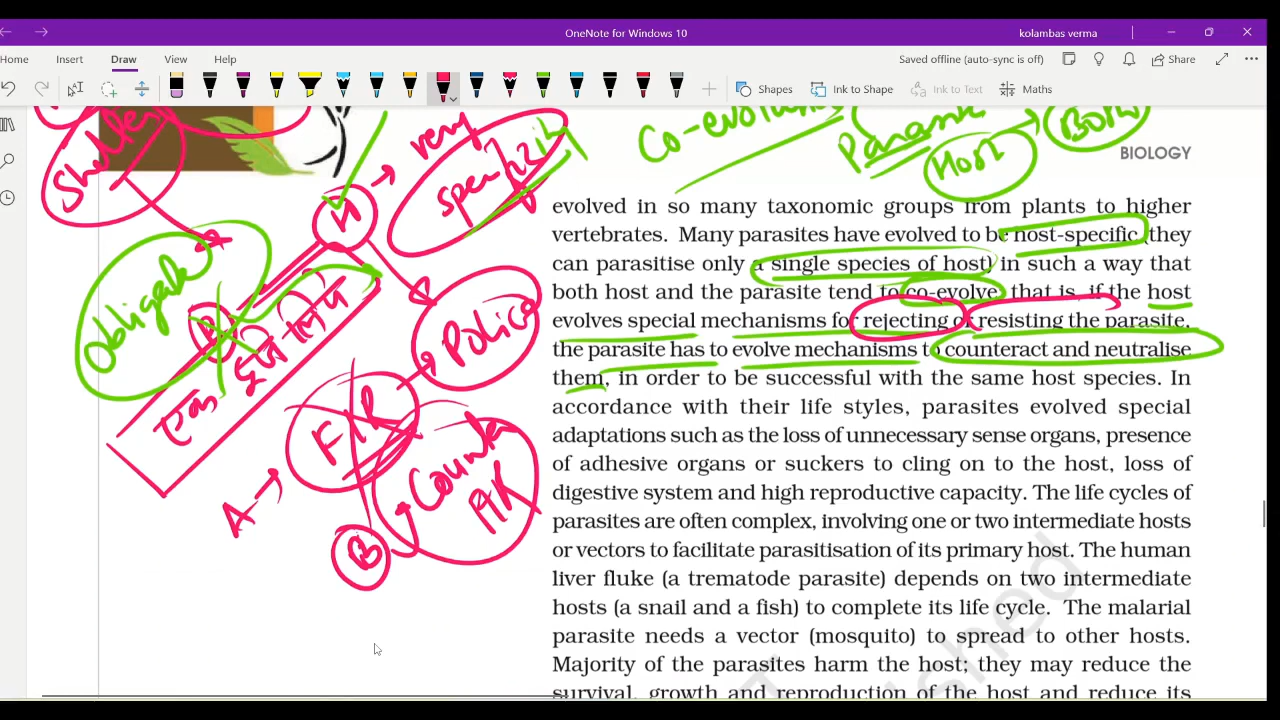 OneNote for Windows 10
kolambas verma
Home Insert Draw View Help
Saved offline (auto-sync is off)
Share
Shapes
Ink to Shape
Ink to Text
Maths
Host
Both
BIOLOGY
very
H
Obligate
Police
FIR
A
B
evolved in so many taxonomic groups from plants to higher
vertebrates. Many parasites have evolved to be host-specific (they
can parasitise only a single species of host) in such a way that
both host and the parasite tend to co-evolve; that is, if the host
evolves special mechanisms for rejecting or resisting the parasite,
the parasite has to evolve mechanisms to counteract and neutralise
them, in order to be successful with the same host species. In
accordance with their life styles, parasites evolved special
adaptations such as the loss of unnecessary sense organs, presence
of adhesive organs or suckers to cling on to the host, loss of
digestive system and high reproductive capacity. The life cycles of
parasites are often complex, involving one or two intermediate hosts
or vectors to facilitate parasitisation of its primary host. The human
liver fluke (a trematode parasite) depends on two intermediate
hosts (a snail and a fish) to complete its life cycle. The malarial
parasite needs a vector (mosquito) to spread to other hosts.
Majority of the parasites harm the host; they may reduce the
survival, growth and reproduction of the host and reduce its